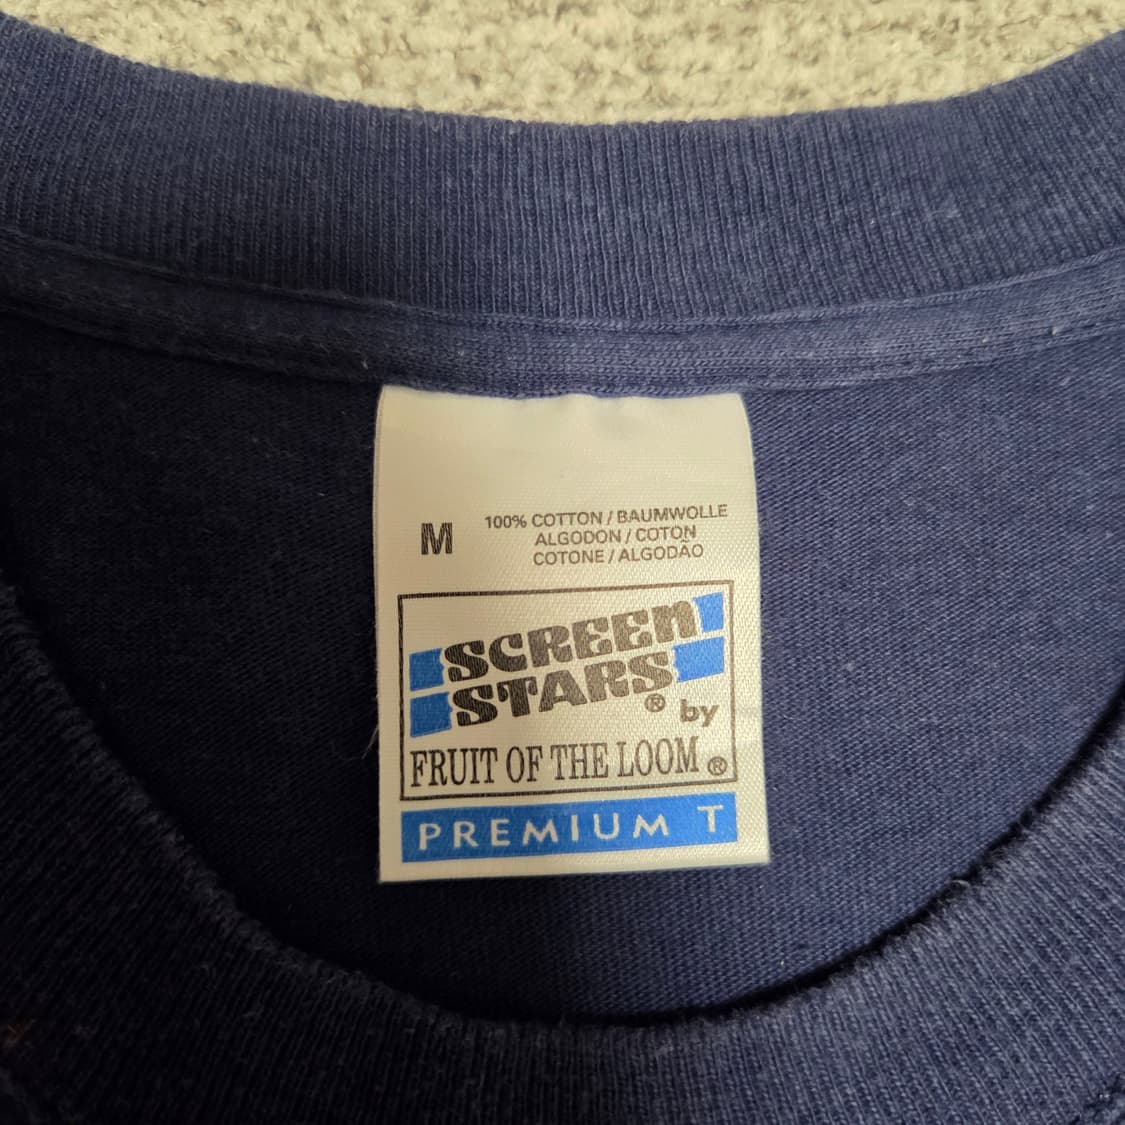 M
100% COTTON / BAUMWOLLE
ALGODON / COTON
COTONE / ALGODÃO
SCREEN
STARS® by
FRUIT OF THE LOOM®
PREMIUM T